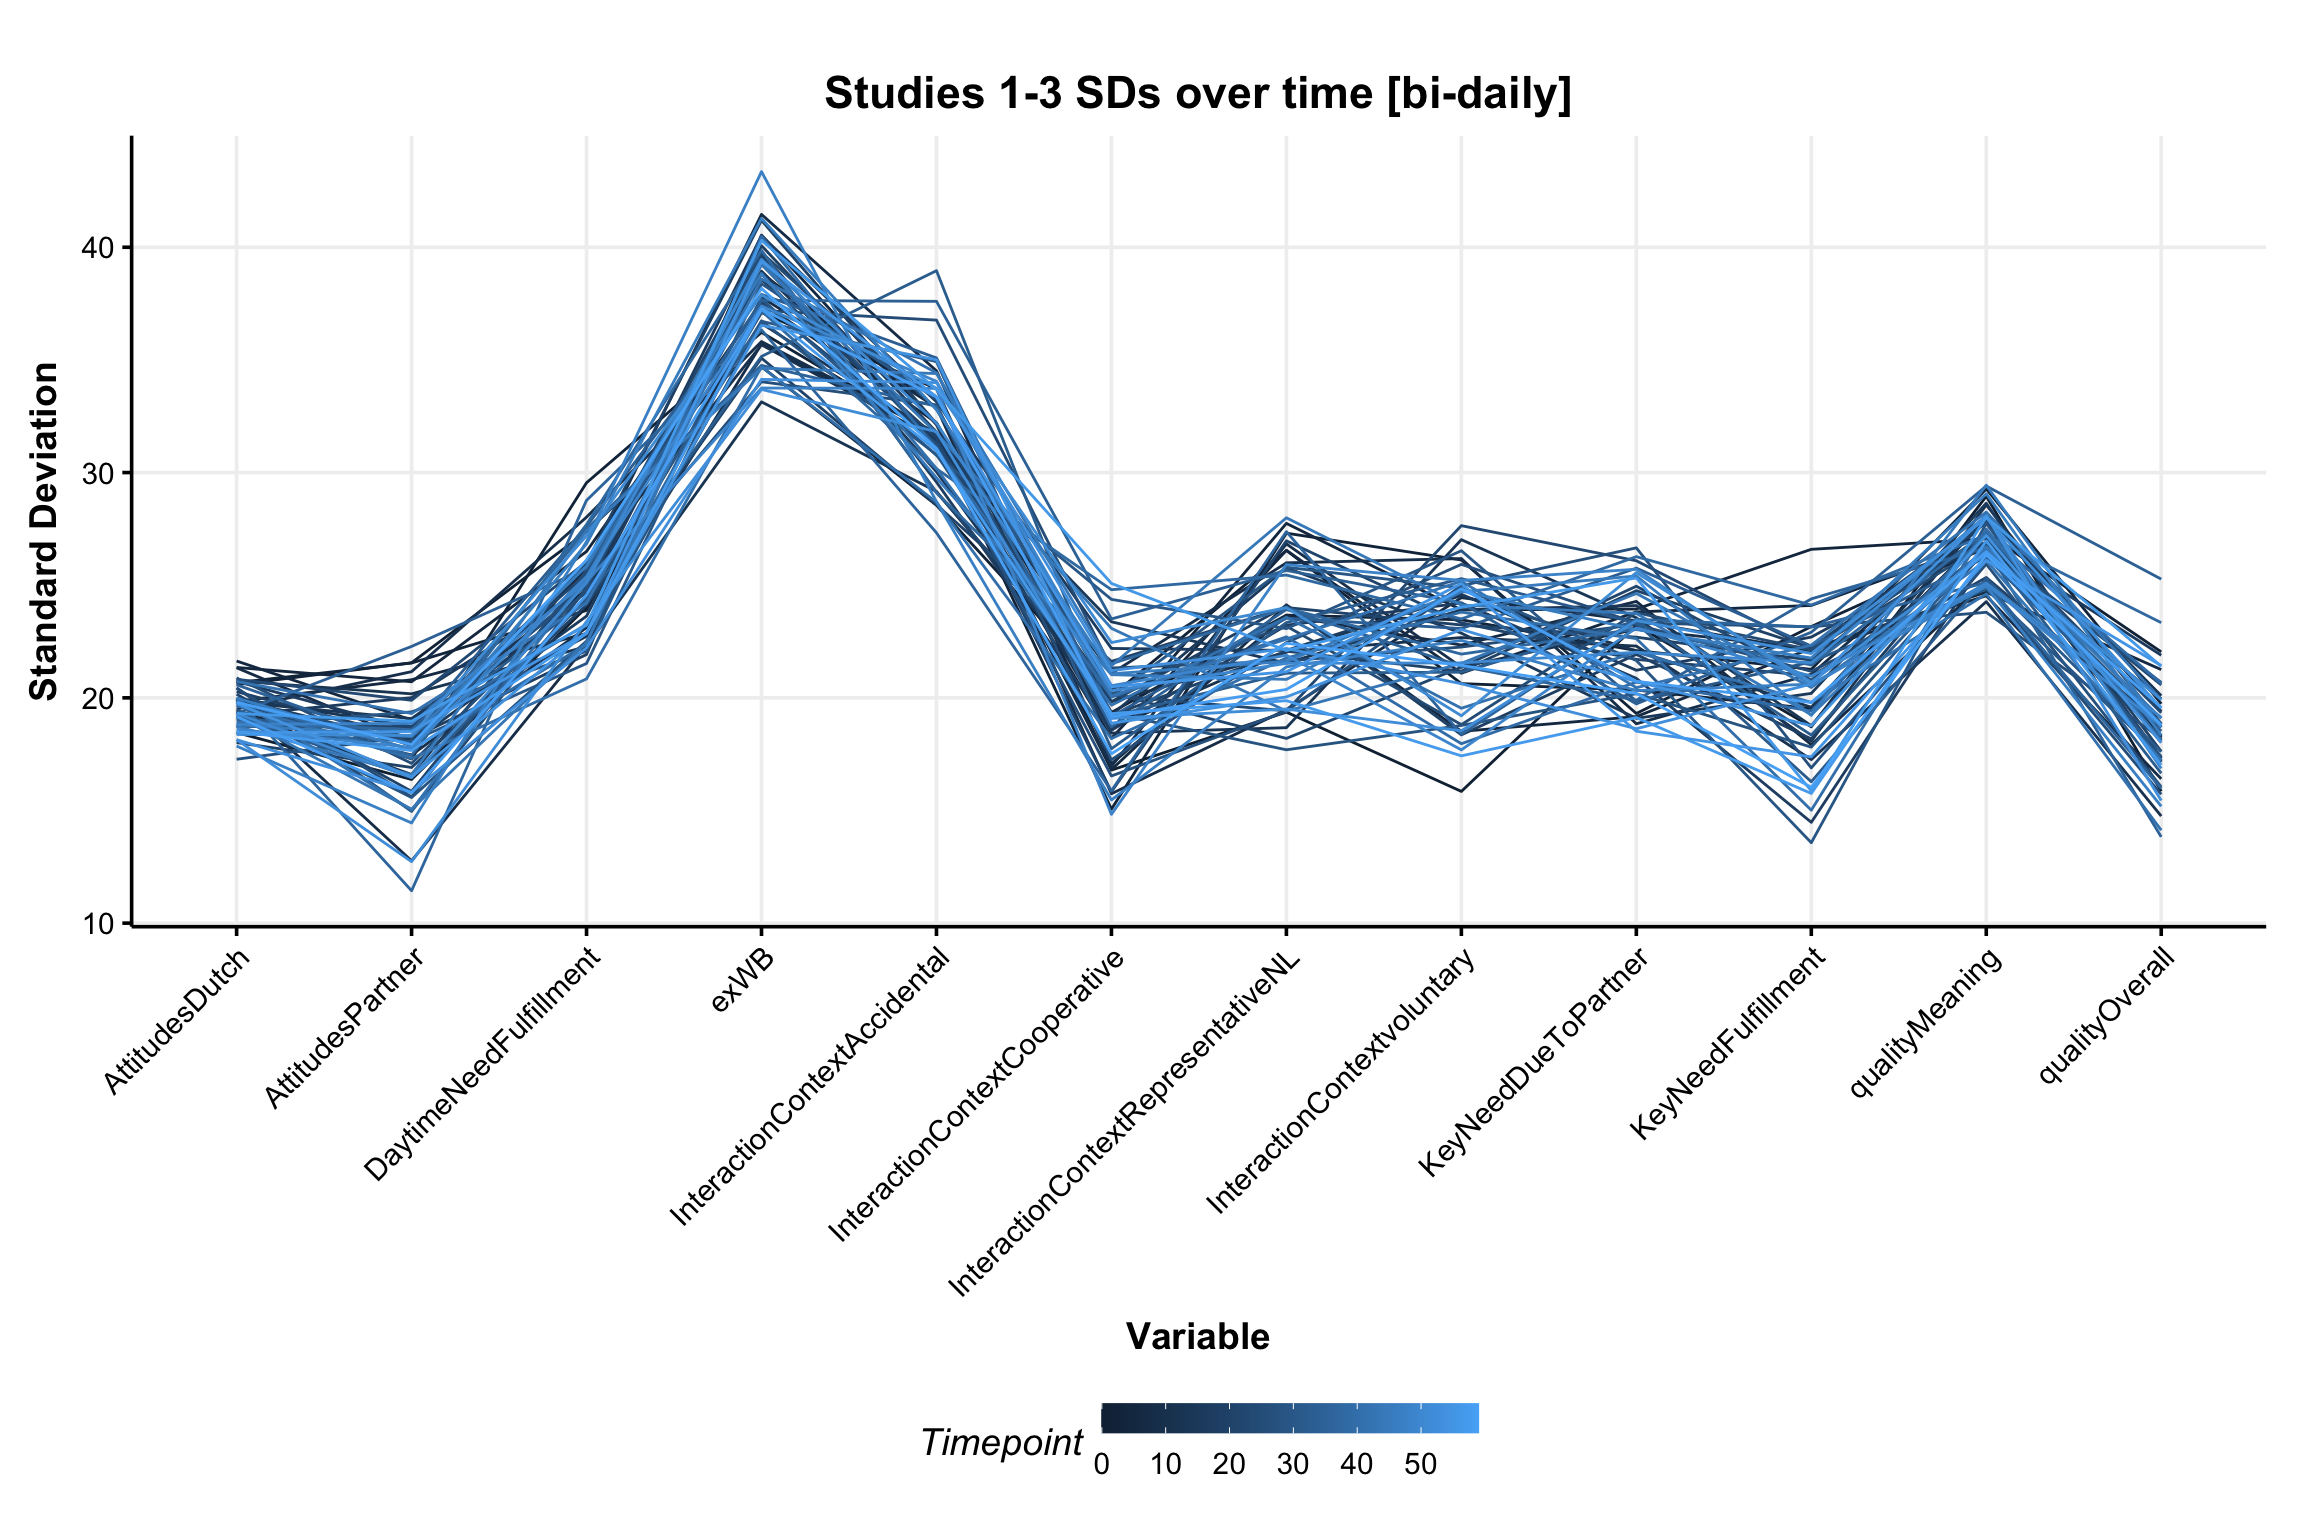 Studies 1-3 SDs over time [bi-daily]
Standard Deviation
40
30
20
10
AttitudesDutch
AttitudesPartner
DaytimeNeedFulfillment
exWB
InteractionContextAccidental
InteractionContextCooperative
InteractionContextRepresentativeNL
InteractionContextvoluntary
KeyNeedDueToPartner
KeyNeedFulfillment
qualityMeaning
qualityOverall
Variable
Timepoint
0 10 20 30 40 50